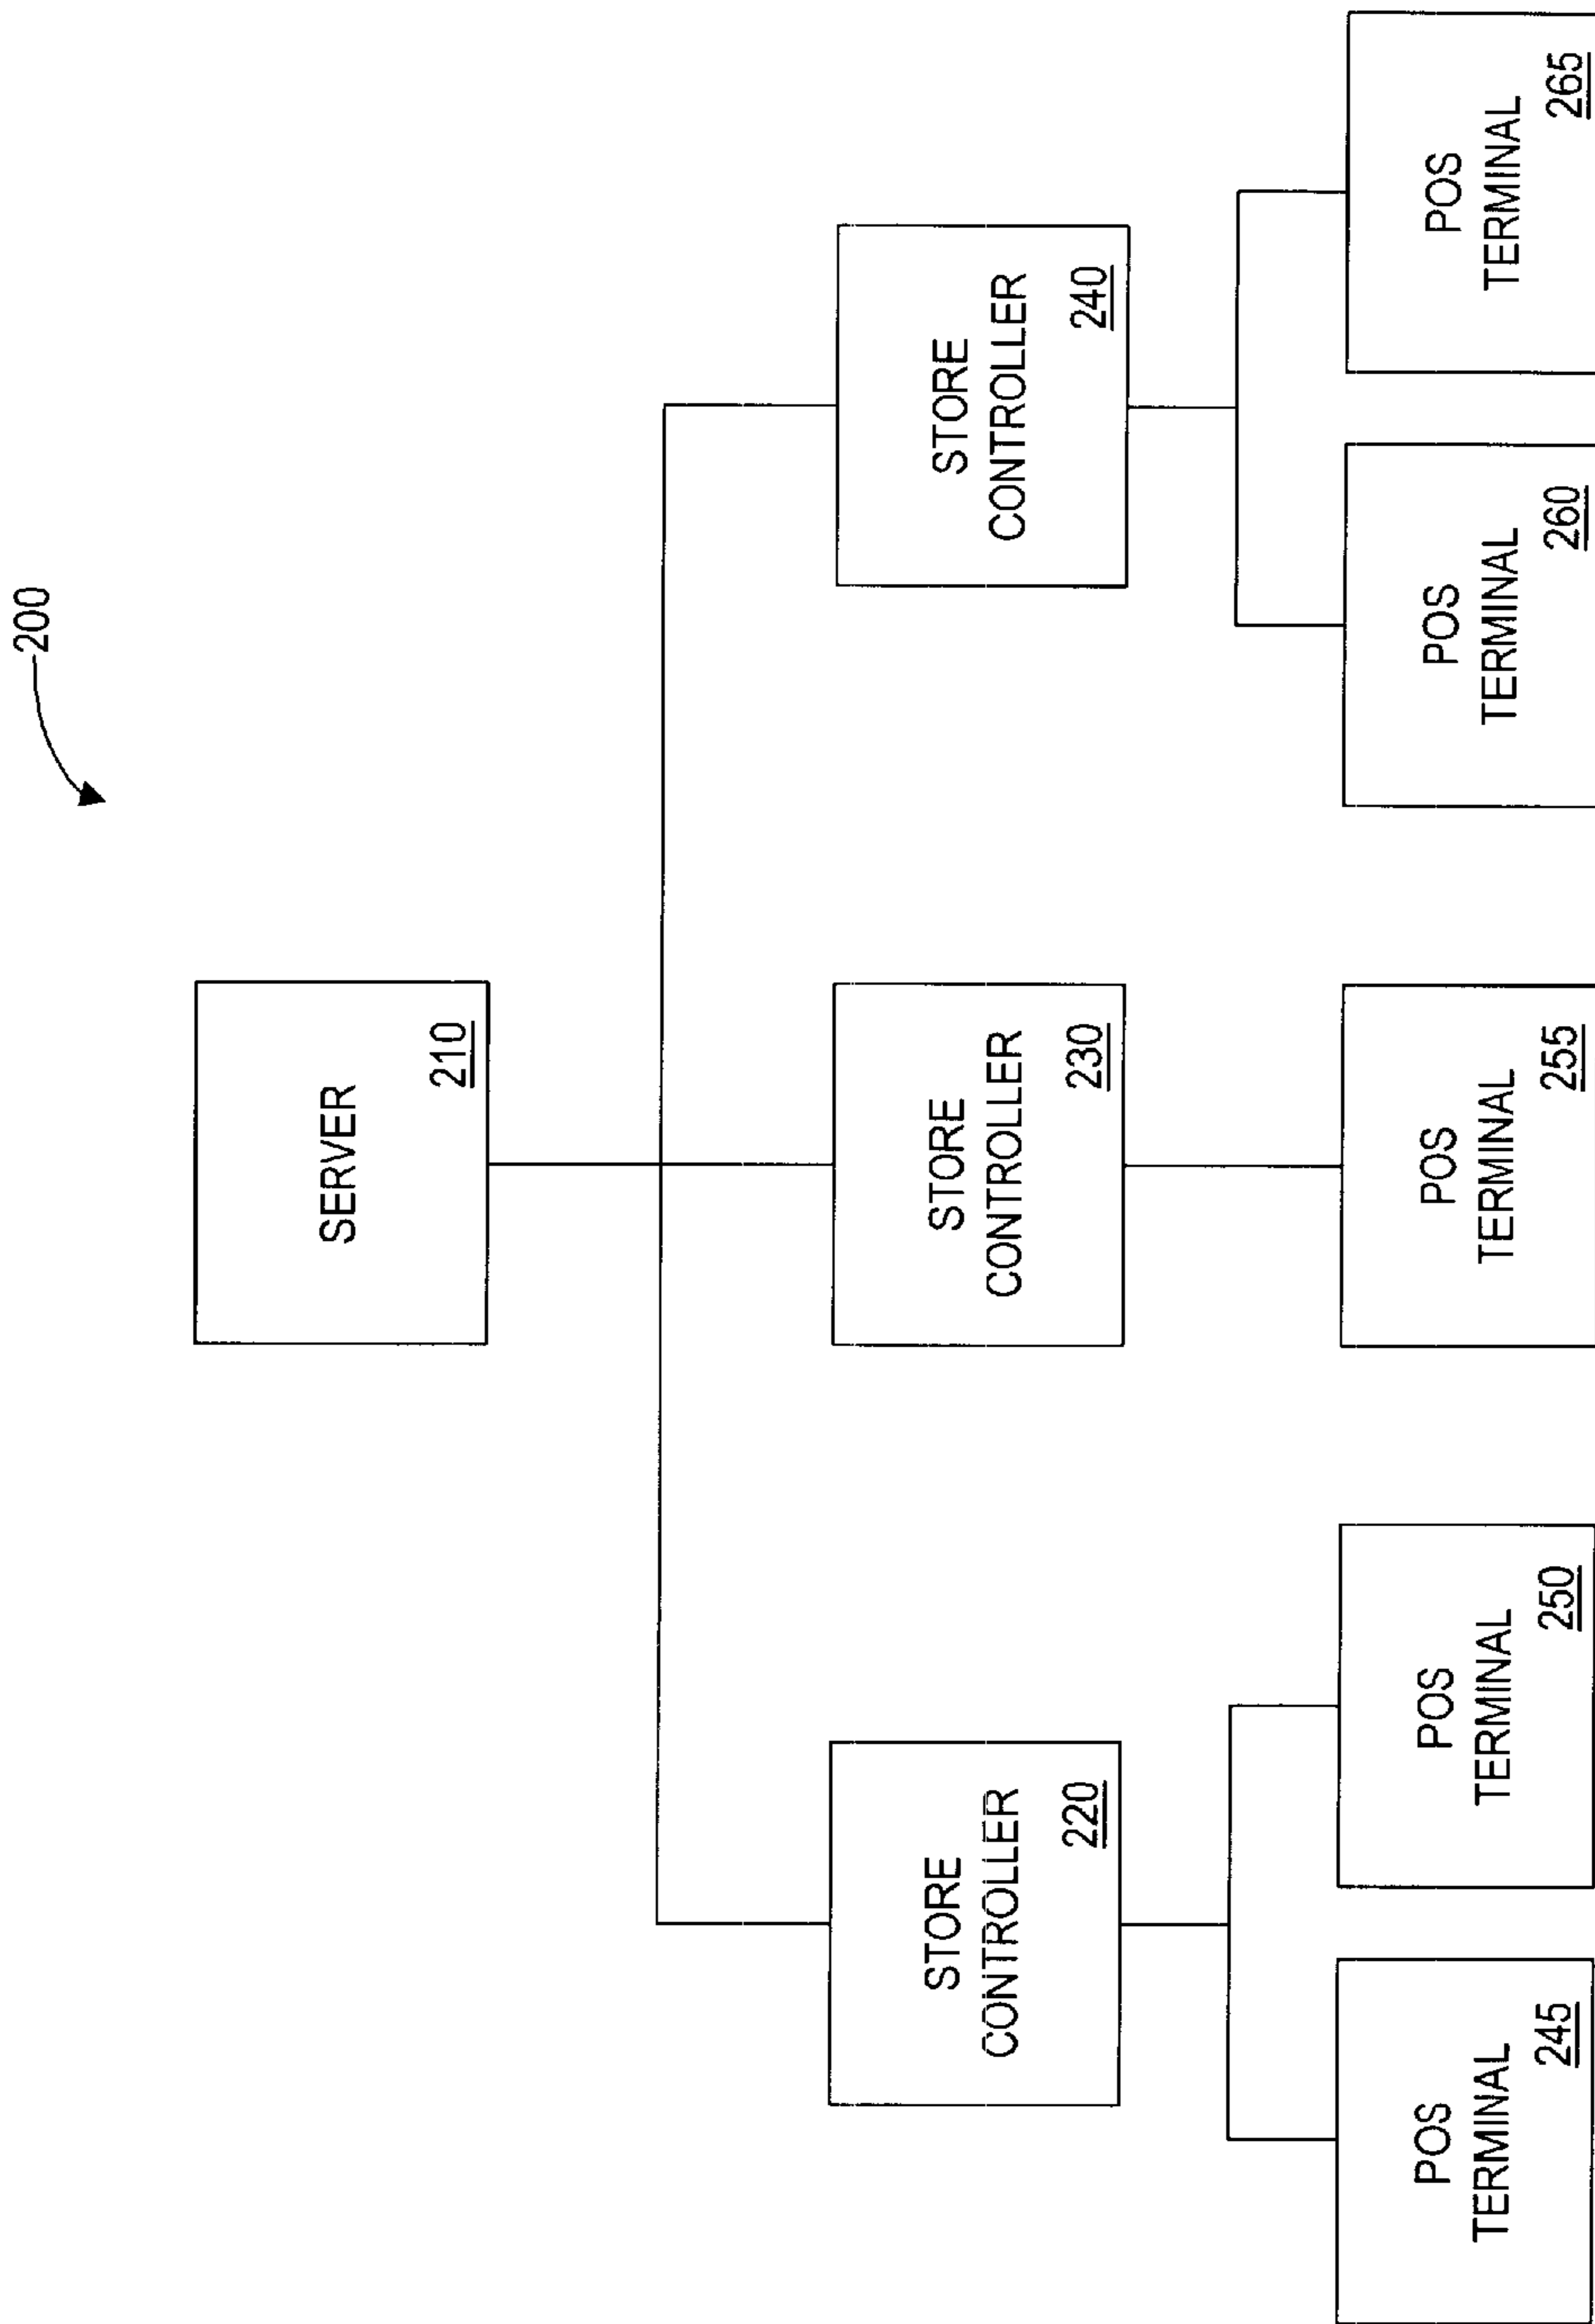 200
SERVER
210
STORE
CONTROLLER
220
STORE
CONTROLLER
230
STORE
CONTROLLER
240
POS
TERMINAL
245
POS
TERMINAL
250
POS
TERMINAL
255
POS
TERMINAL
260
POS
TERMINAL
265